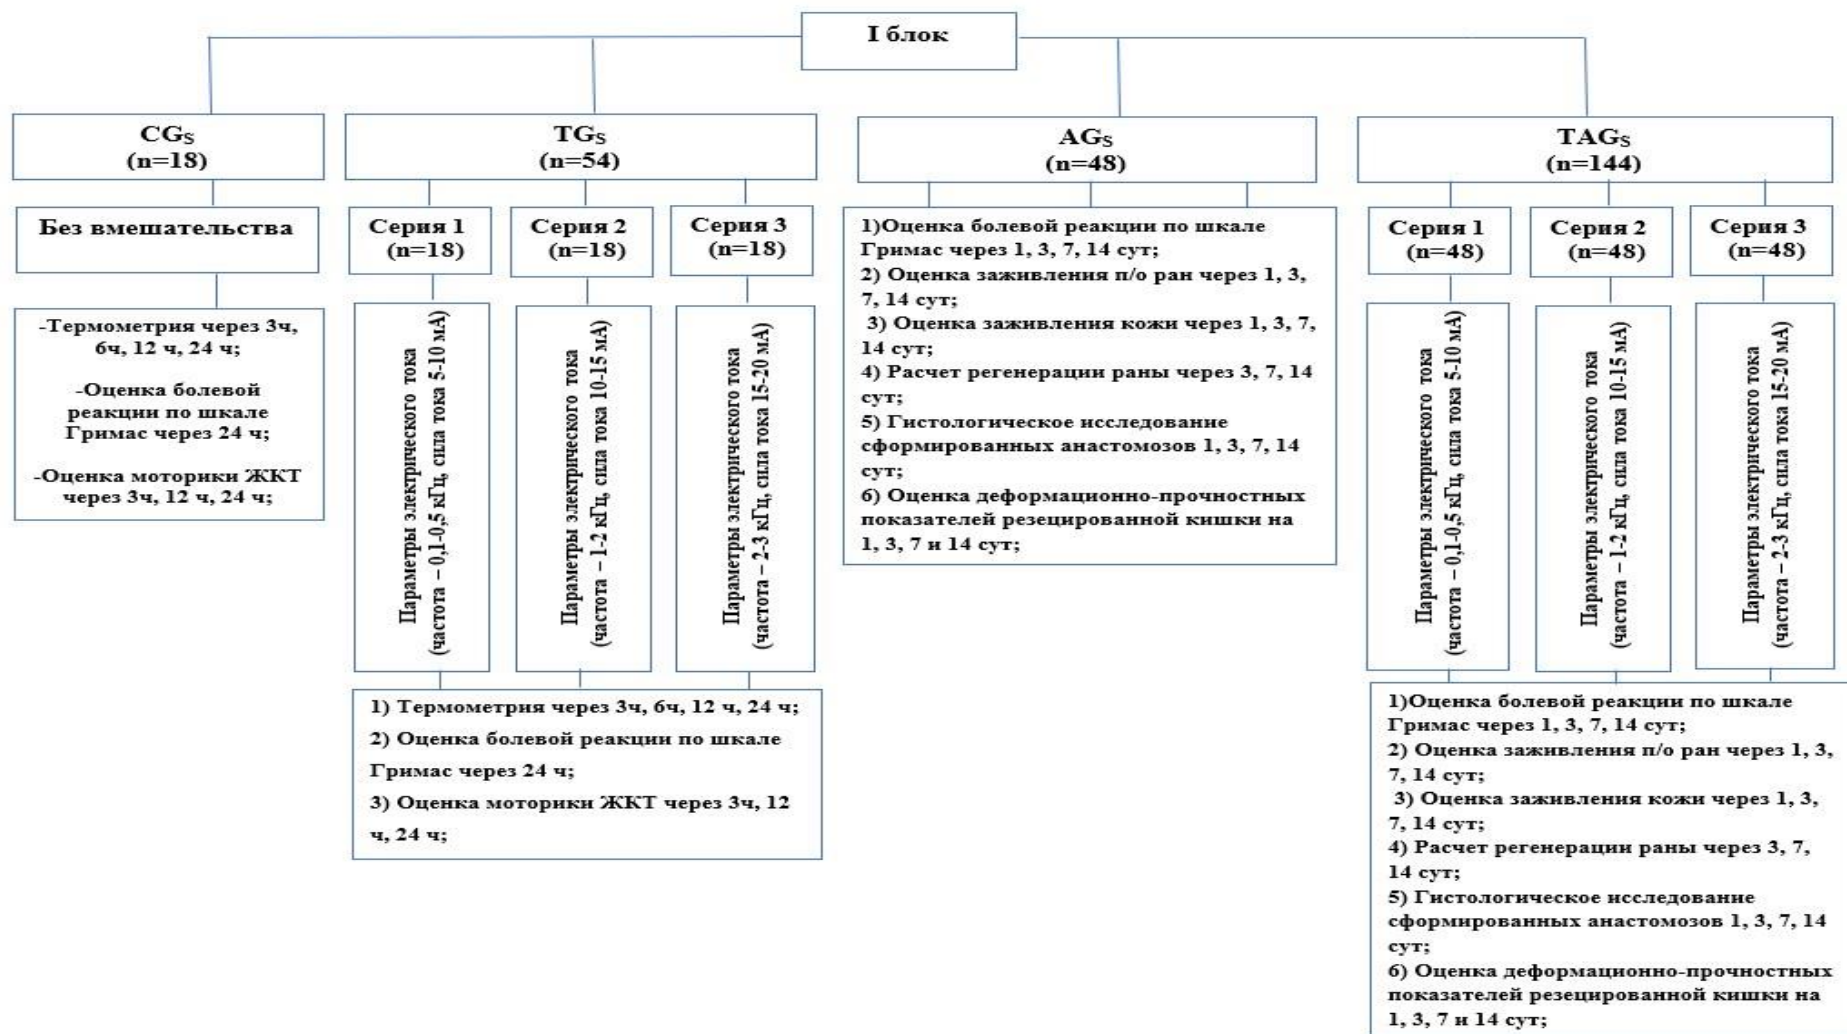 I блок
CGS
(n=18)
Без вмешательства
-Термометрия через 3ч,
6ч, 12 ч, 24 ч;
-Оценка болевой
реакции по шкале
Гримас через 24 ч;
-Оценка моторики ЖКТ
через 3ч, 12 ч, 24 ч;
TGS
(n=54)
Серия 1
(n=18)
Параметры электрического тока
(частота – 0,1-0,5 кГц, сила тока 5-10 мА)
Серия 2
(n=18)
Параметры электрического тока
(частота – 1-2 кГц, сила тока 10-15 мА)
Серия 3
(n=18)
Параметры электрического тока
(частота – 2-3 кГц, сила тока 15-20 мА)
1) Термометрия через 3ч, 6ч, 12 ч, 24 ч;
2) Оценка болевой реакции по шкале
Гримас через 24 ч;
3) Оценка моторики ЖКТ через 3ч, 12
ч, 24 ч;
AGS
(n=48)
1)Оценка болевой реакции по шкале
Гримас через 1, 3, 7, 14 сут;
2) Оценка заживления п/о ран через 1, 3,
7, 14 сут;
3) Оценка заживления кожи через 1, 3, 7,
14 сут;
4) Расчет регенерации раны через 3, 7, 14
сут;
5) Гистологическое исследование
сформированных анастомозов 1, 3, 7, 14
сут;
6) Оценка деформационно-прочностных
показателей резецированной кишки на
1, 3, 7 и 14 сут;
TAGS
(n=144)
Серия 1
(n=48)
Параметры электрического тока
(частота – 0,1-0,5 кГц, сила тока 5-10 мА)
Серия 2
(n=48)
Параметры электрического тока
(частота – 1-2 кГц, сила тока 10-15 мА)
Серия 3
(n=48)
Параметры электрического тока
(частота – 2-3 кГц, сила тока 15-20 мА)
1)Оценка болевой реакции по шкале
Гримас через 1, 3, 7, 14 сут;
2) Оценка заживления п/о ран через 1, 3,
7, 14 сут;
3) Оценка заживления кожи через 1, 3,
7, 14 сут;
4) Расчет регенерации раны через 3, 7,
14 сут;
5) Гистологическое исследование
сформированных анастомозов 1, 3, 7, 14
сут;
6) Оценка деформационно-прочностных
показателей резецированной кишки на
1, 3, 7 и 14 сут;